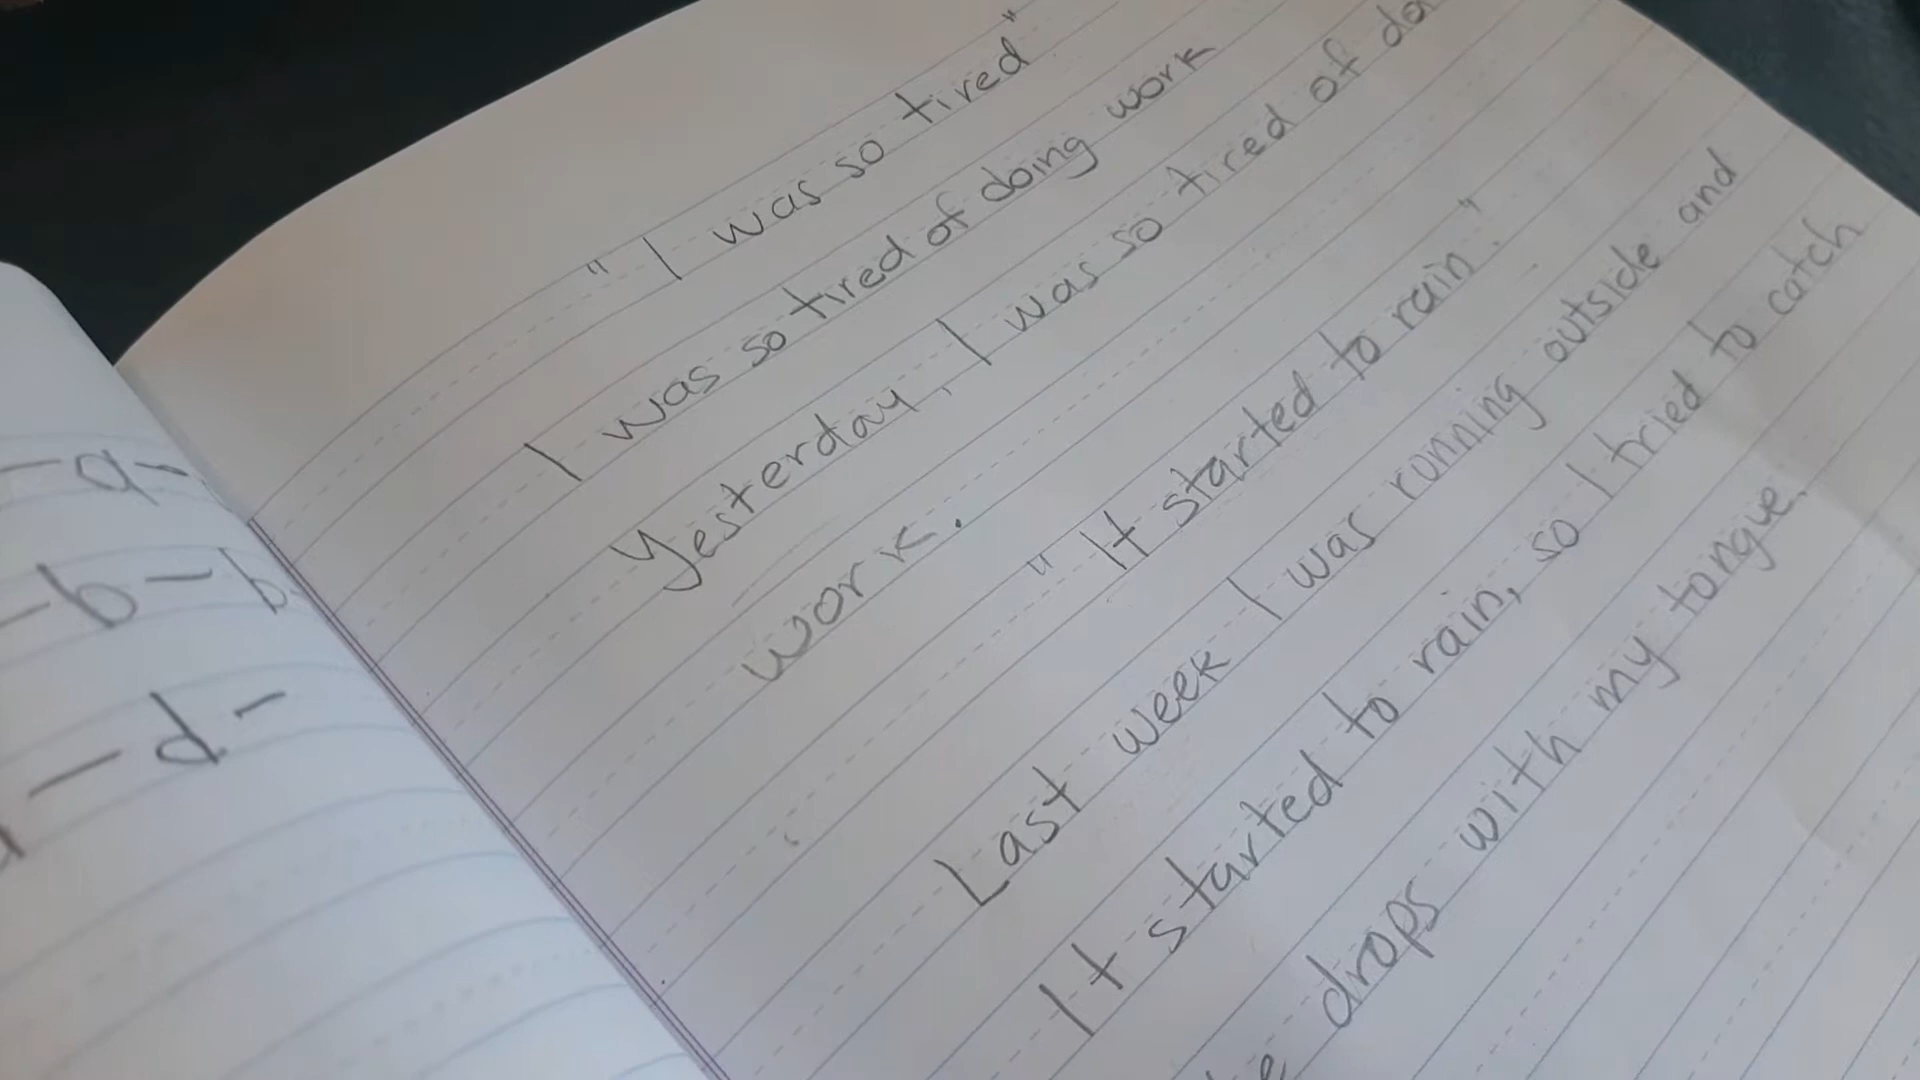 "I was so tired"
I was so tired of doing work
Yesterday, I was so tired of
work.
"It started to rain"
Last week I was running outside and
It started to rain, so I tried to catch
drops with my tongue.
-a-